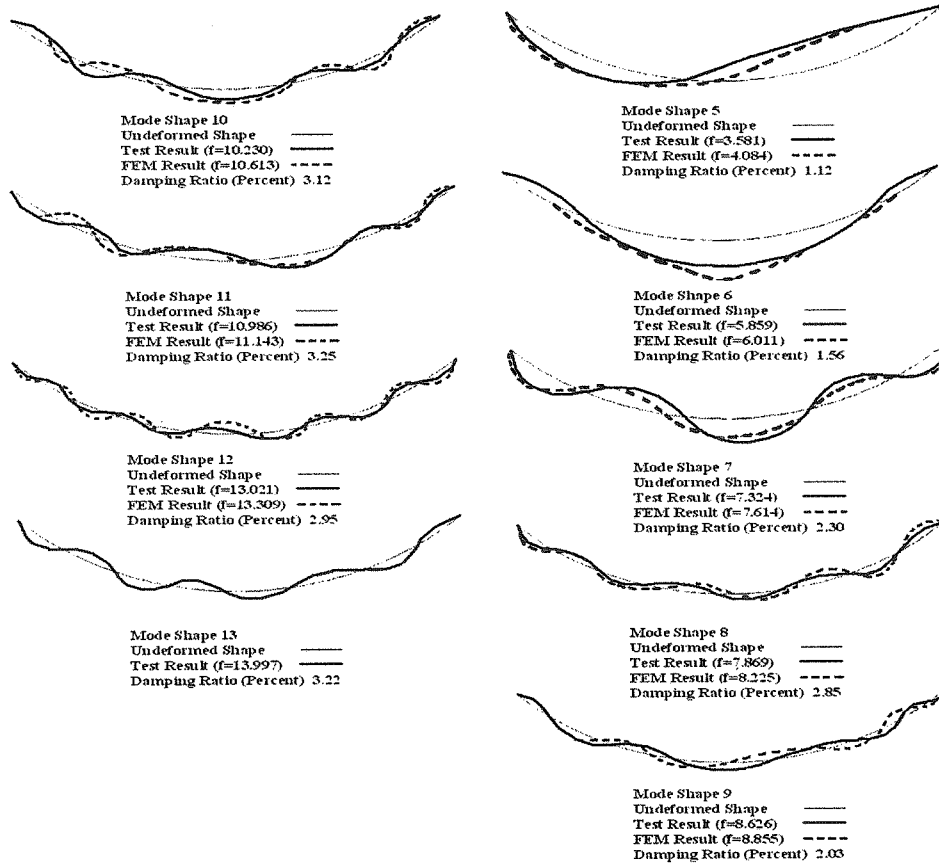 Mode Shape 10
Undeformed Shape
Test Result (f=10.230)
FEM Result (f=10.613)
Damping Ratio (Percent) 3.12
Mode Shape 11
Undeformed Shape
Test Result (f=10.986)
FEM Result (f=11.143)
Damping Ratio (Percent) 3.25
Mode Shape 12
Undeformed Shape
Test Result (f=13.021)
FEM Result (f=13.309)
Damping Ratio (Percent) 2.95
Mode Shape 13
Undeformed Shape
Test Result (f=13.997)
Damping Ratio (Percent) 3.22
Mode Shape 5
Undeformed Shape
Test Result (f=3.581)
FEM Result (f=4.084)
Damping Ratio (Percent) 1.12
Mode Shape 6
Undeformed Shape
Test Result (f=5.859)
FEM Result (f=6.011)
Damping Ratio (Percent) 1.56
Mode Shape 7
Undeformed Shape
Test Result (f=7.324)
FEM Result (f=7.614)
Damping Ratio (Percent) 2.30
Mode Shape 8
Undeformed Shape
Test Result (f=7.869)
FEM Result (f=8.225)
Damping Ratio (Percent) 2.85
Mode Shape 9
Undeformed Shape
Test Result (f=8.626)
FEM Result (f=8.855)
Damping Ratio (Percent) 2.03